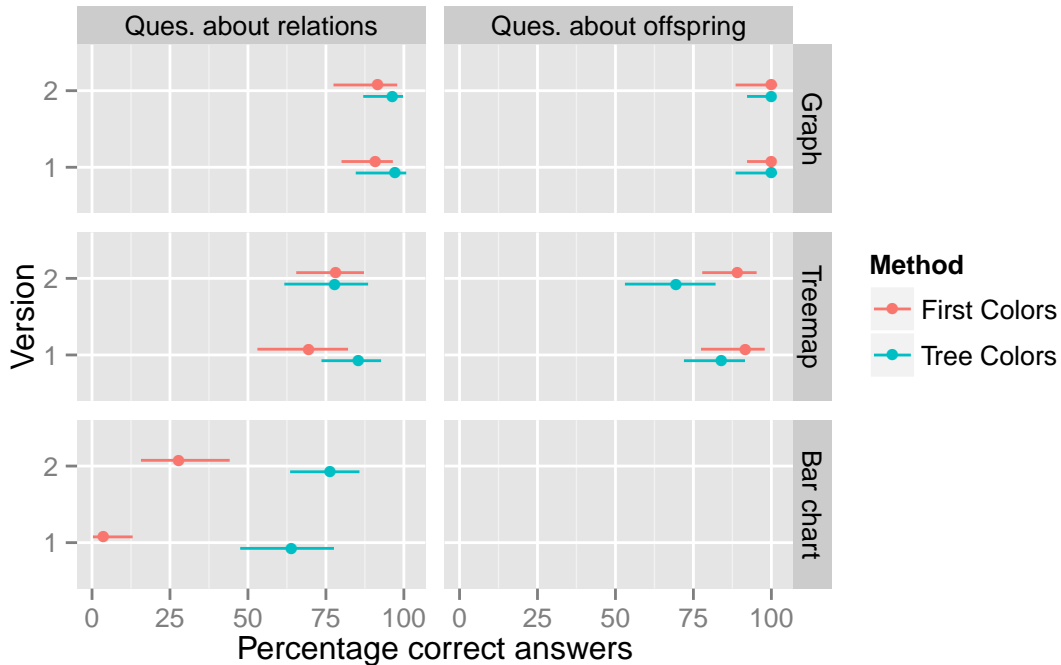 Ques. about relations
Ques. about offspring
2
1
Graph
2
1
Treemap
2
1
Bar chart
Version
0 25 50 75 100
0 25 50 75 100
Percentage correct answers
Method
First Colors
Tree Colors